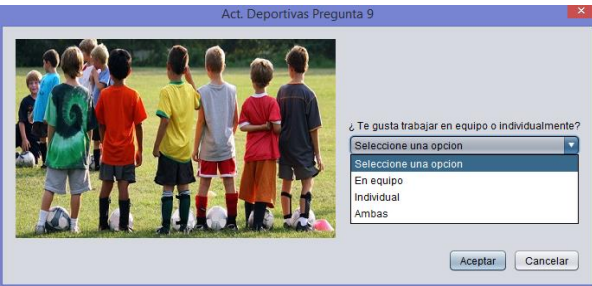 Act. Deportivas Pregunta 9
¿ Te gusta trabajar en equipo o individualmente?
Seleccione una opcion
Seleccione una opcion
En equipo
Individual
Ambas
Aceptar Cancelar